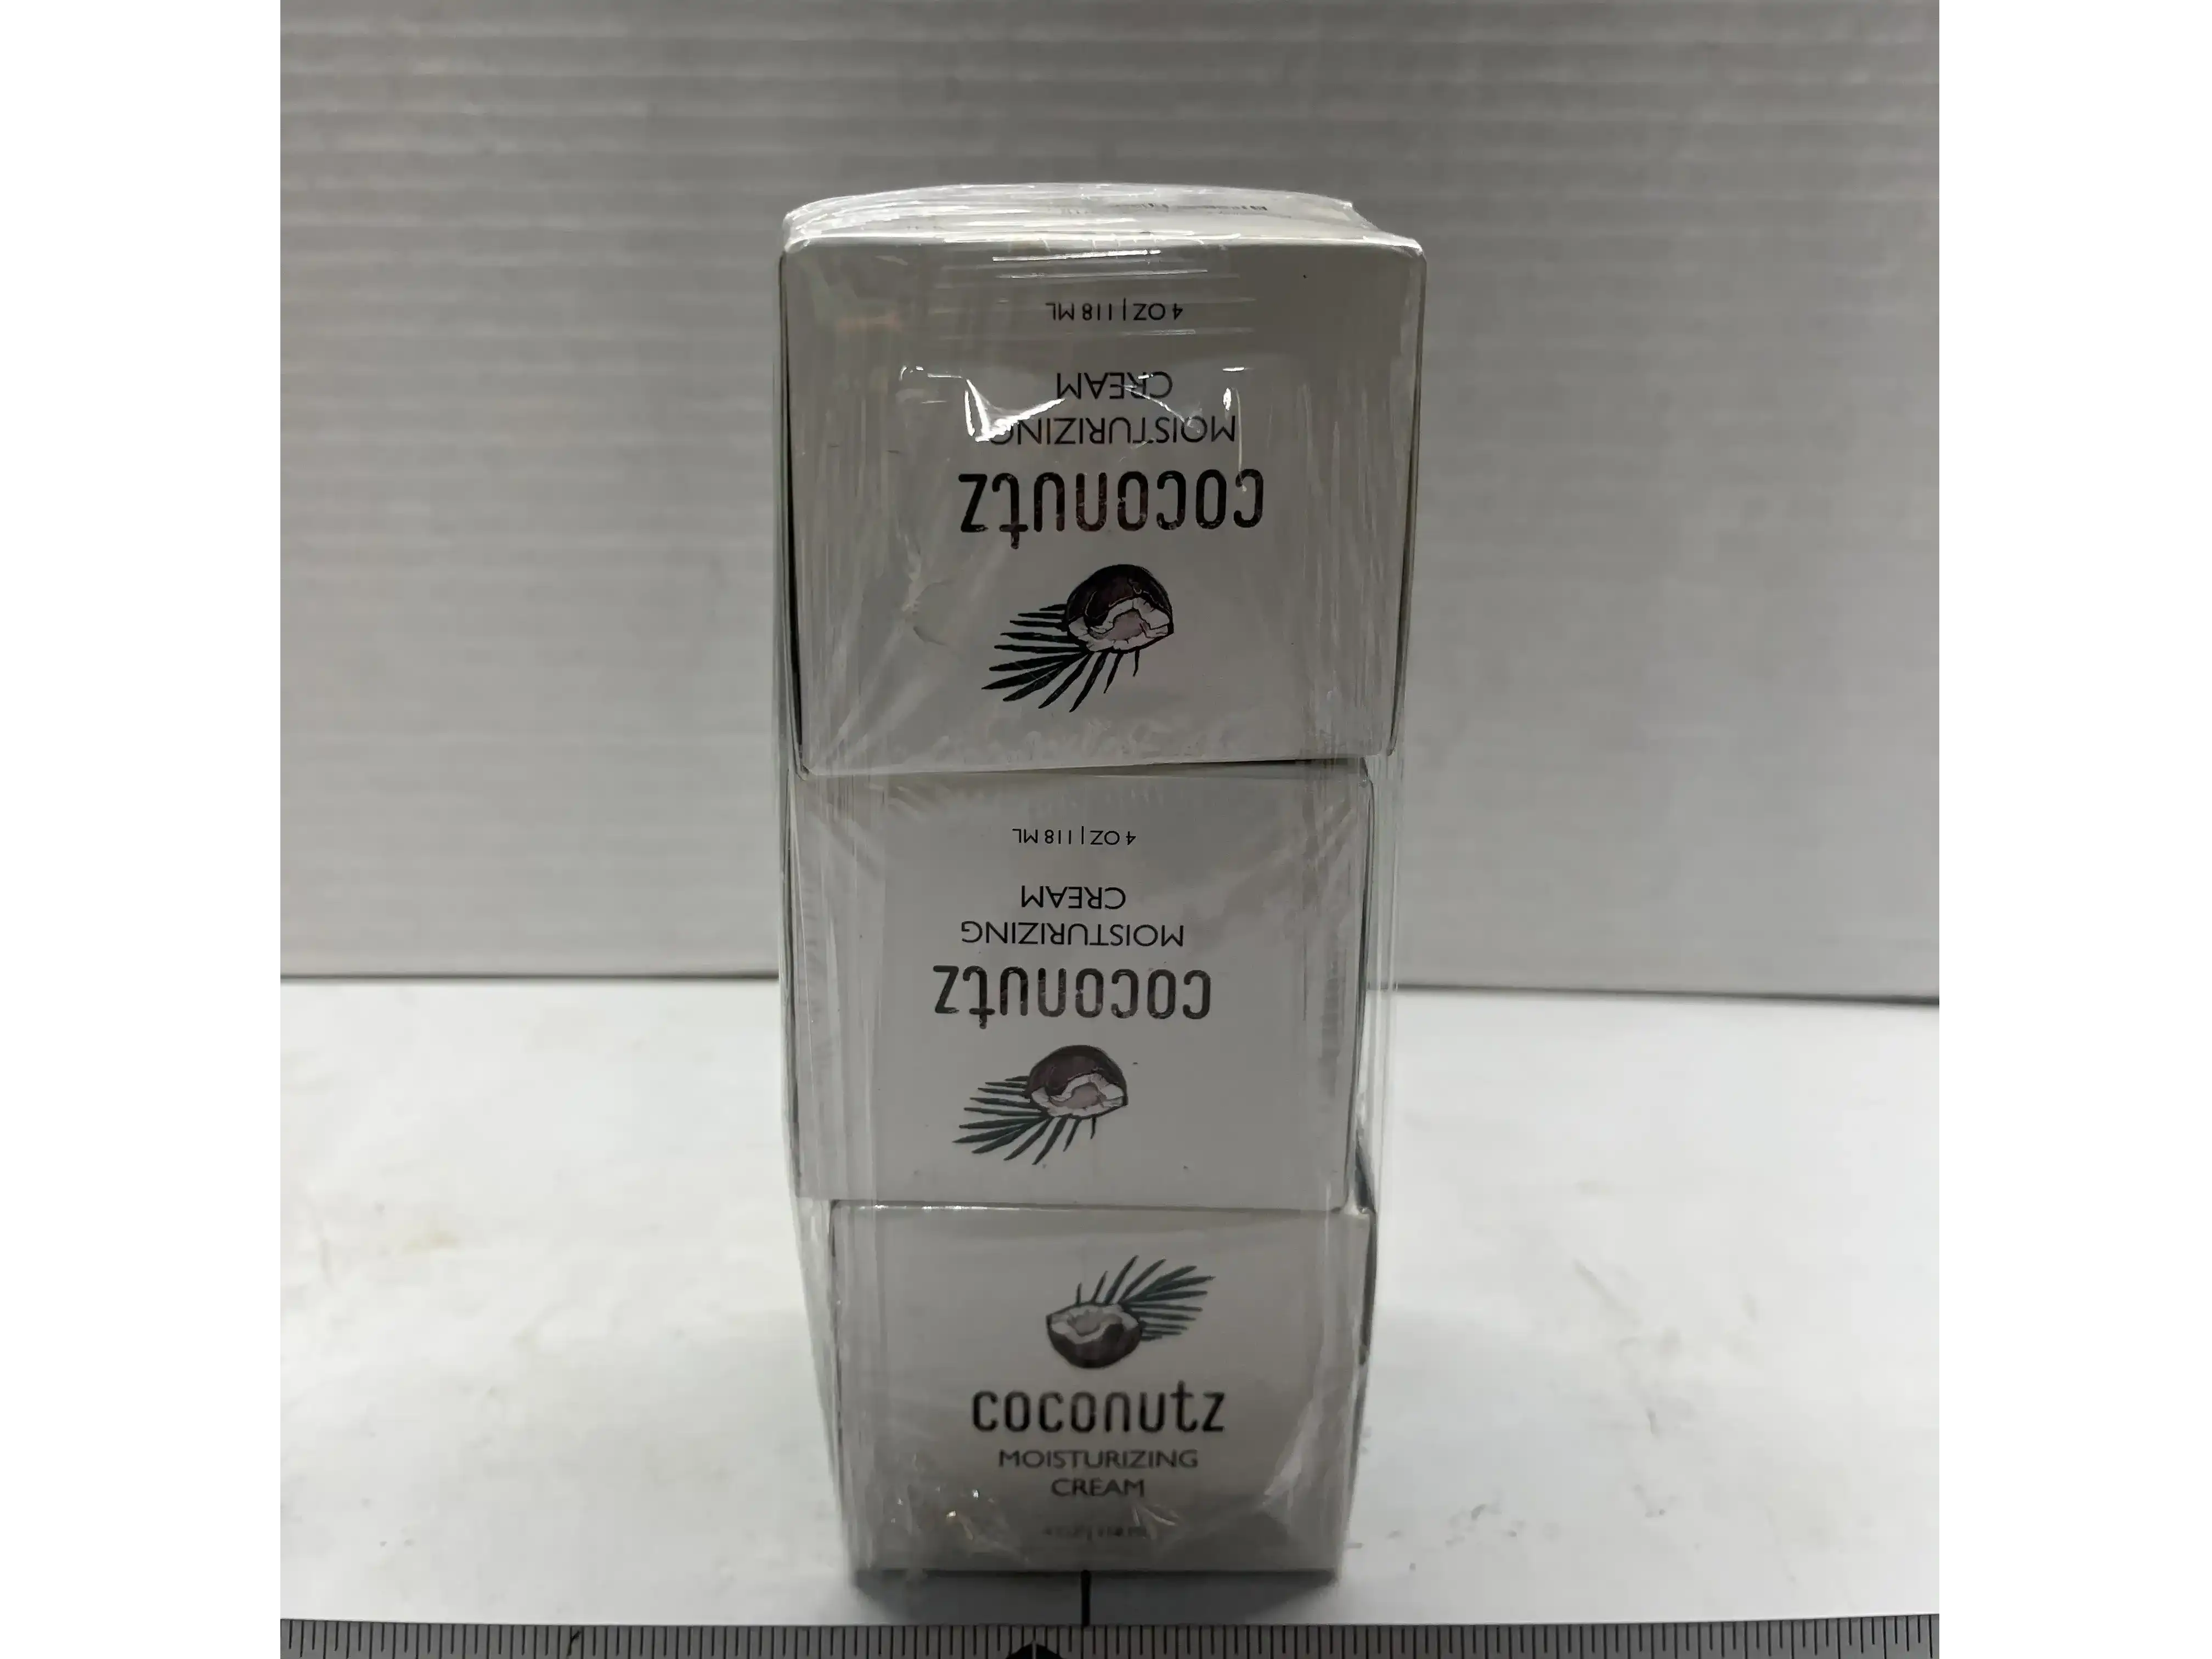 4 OZ | 118 ML
CREAM
MOISTURIZING
coconutz
4 OZ | 118 ML
CREAM
MOISTURIZING
coconutz
coconutz
MOISTURIZING
CREAM